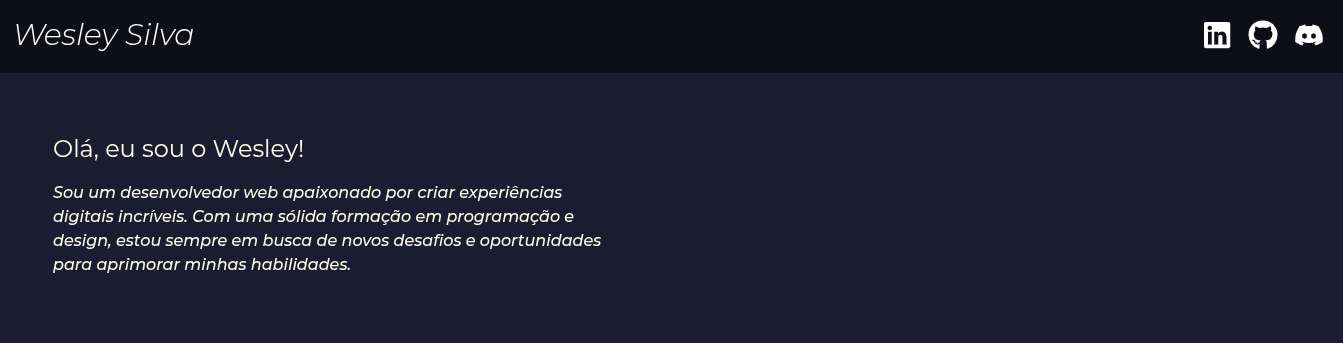 Wesley Silva
Olá, eu sou o Wesley!
Sou um desenvolvedor web apaixonado por criar experiências
digitais incríveis. Com uma sólida formação em programação e
design, estou sempre em busca de novos desafios e oportunidades
para aprimorar minhas habilidades.